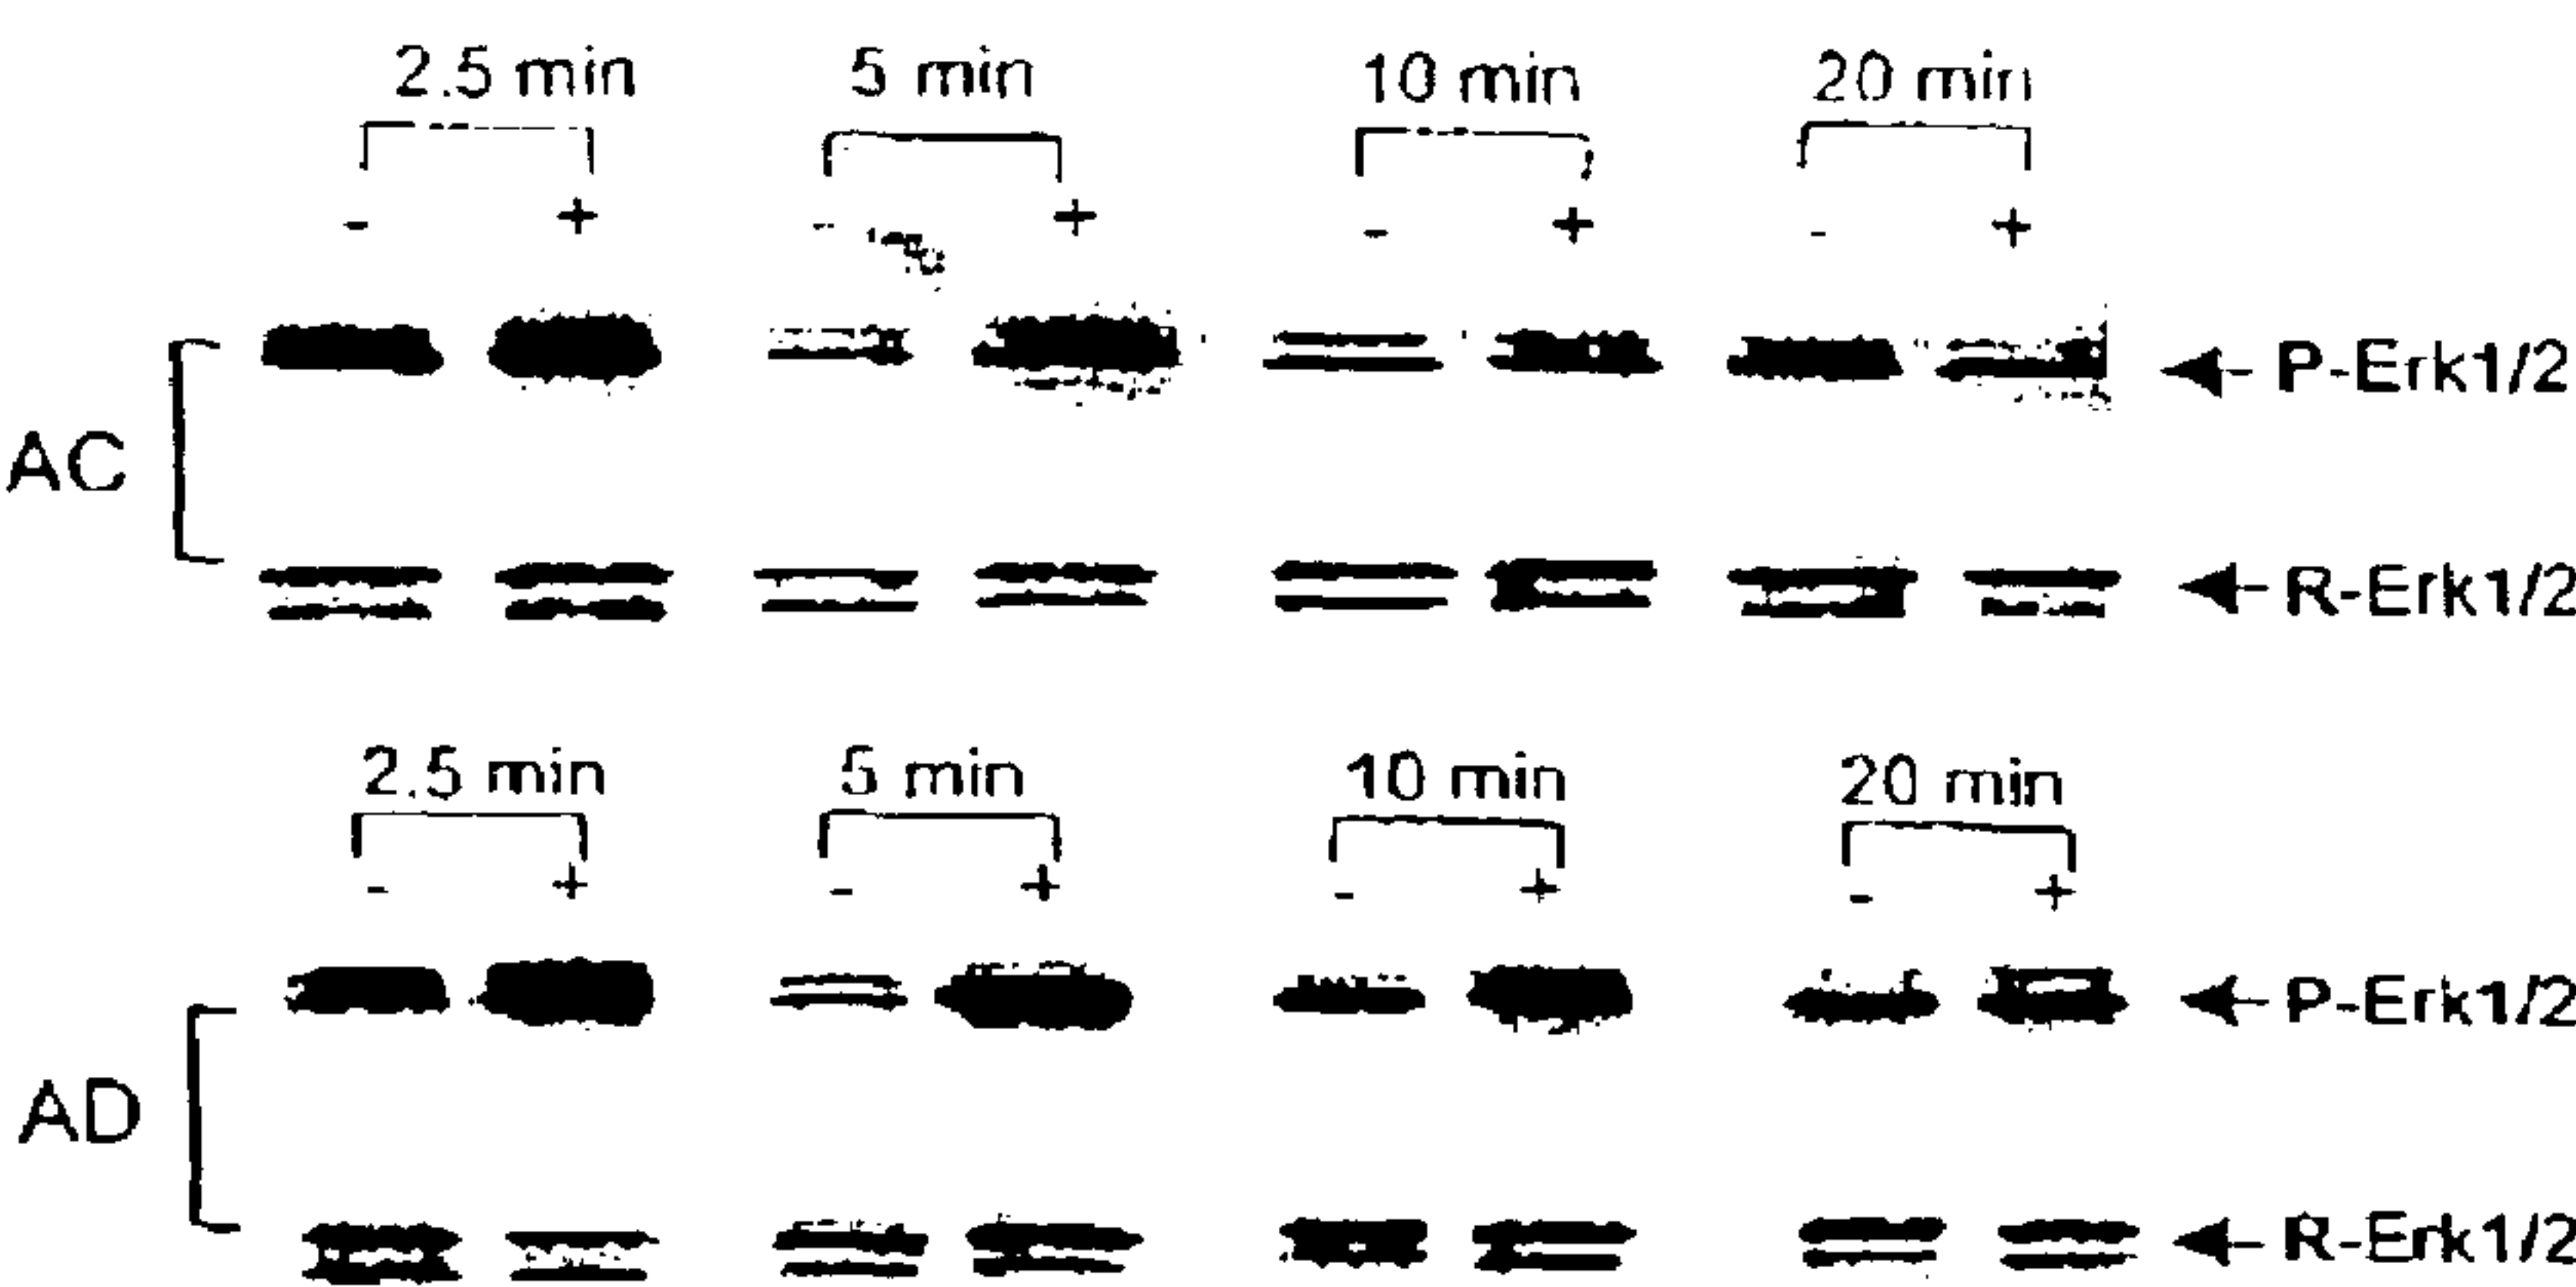 2.5 min 5 min 10 min 20 min
- + - + - + - +
P-Erk1/2
AC
R-Erk1/2
2.5 min 5 min 10 min 20 min
- + - + - + - +
P-Erk1/2
AD
R-Erk1/2